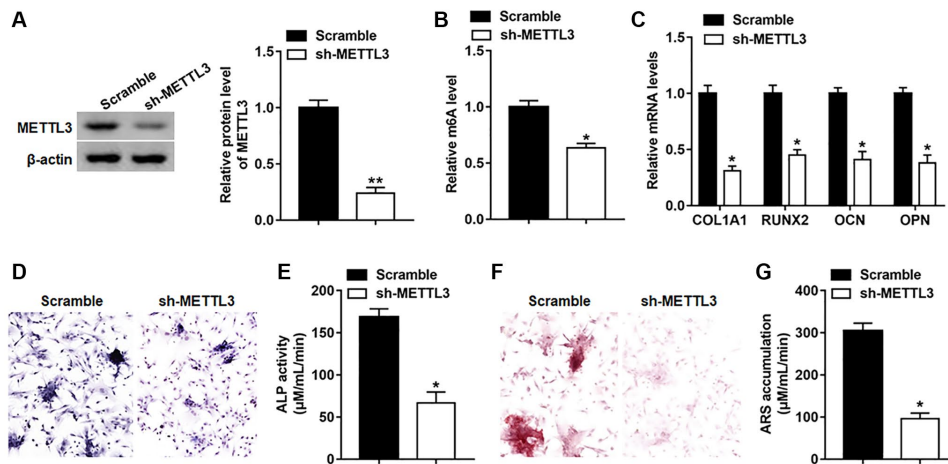 A
Scramble
sh-METTL3
METTL3
β-actin
Scramble
sh-METTL3
Relative protein level
of METTL3
1.5
1.0
0.5
0.0
**
B
Scramble
sh-METTL3
Relative m6A level
1.5
1.0
0.5
0.0
*
C
Scramble
sh-METTL3
Relative mRNA levels
1.5
1.0
0.5
0.0
* * * *
COL1A1 RUNX2 OCN OPN
D
Scramble sh-METTL3
E
Scramble
sh-METTL3
ALP activity
(μM/mL/min)
200
150
100
50
0
*
F
Scramble sh-METTL3
G
Scramble
sh-METTL3
ARS accumulation
(μM/mL/min)
400
300
200
100
0
*